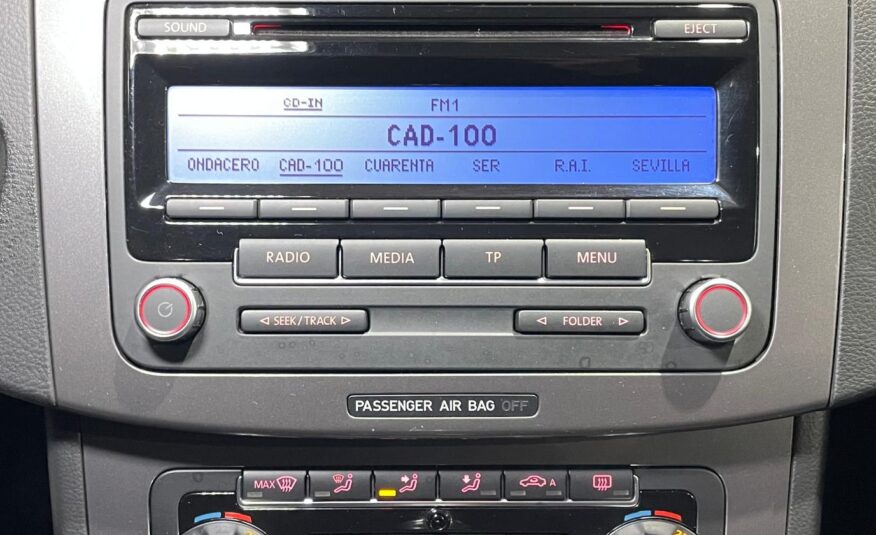 SOUND EJECT
CD-IN FM1
CAD-100
ONDACERO CAD-100 CUARENTA SER R.A.I. SEVILLA
RADIO MEDIA TP MENU
SEEK/TRACK FOLDER
PASSENGER AIR BAG OFF
MAX A